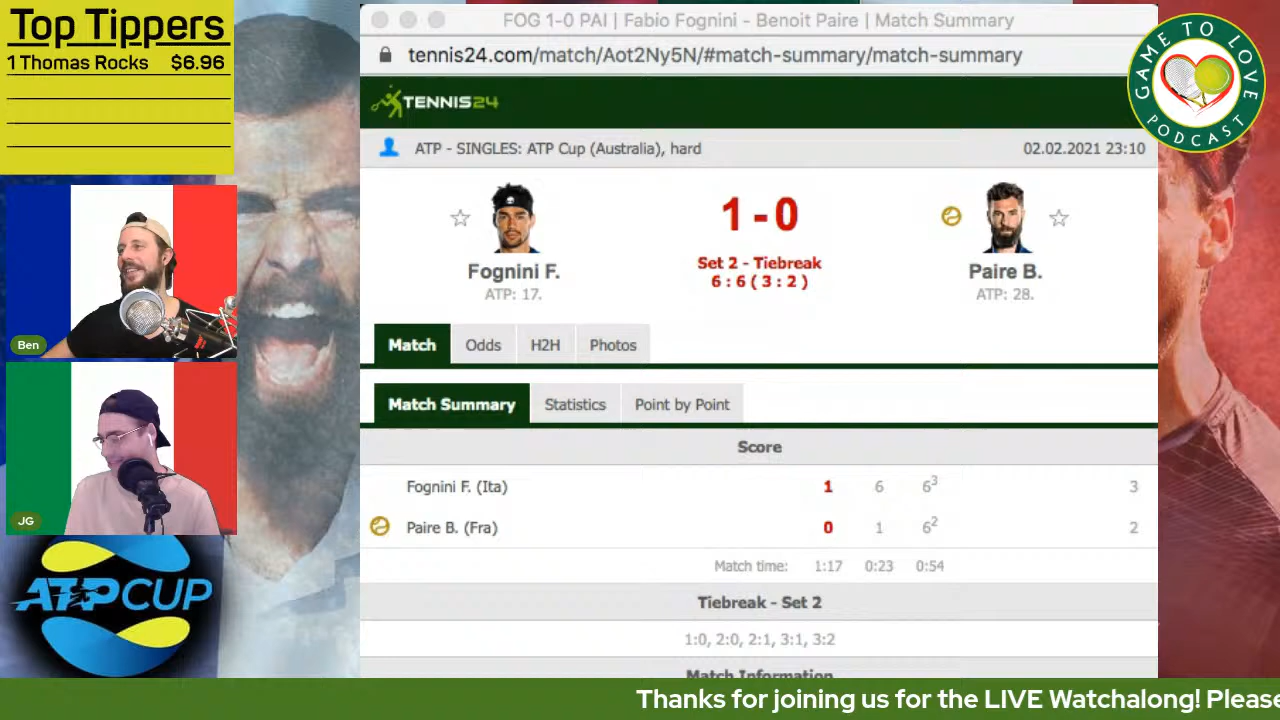 Top Tippers
1 Thomas Rocks $6.96
Ben
JG
ATP CUP
FOG 1-0 PAI | Fabio Fognini - Benoit Paire | Match Summary
tennis24.com/match/Aot2Ny5N/#match-summary/match-summary
TENNIS24
ATP - SINGLES: ATP Cup (Australia), hard 02.02.2021 23:10
1 - 0
Set 2 - Tiebreak
6 : 6 ( 3 : 2 )
Fognini F.
ATP: 17.
Paire B.
ATP: 28.
Match Odds H2H Photos
Match Summary Statistics Point by Point
Score
Fognini F. (Ita) 1 6 6³ 3
Paire B. (Fra) 0 1 6² 2
Match time: 1:17 0:23 0:54
Tiebreak - Set 2
1:0, 2:0, 2:1, 3:1, 3:2
Match Information
GAME TO LOVE
PODCAST
Thanks for joining us for the LIVE Watchalong! Please